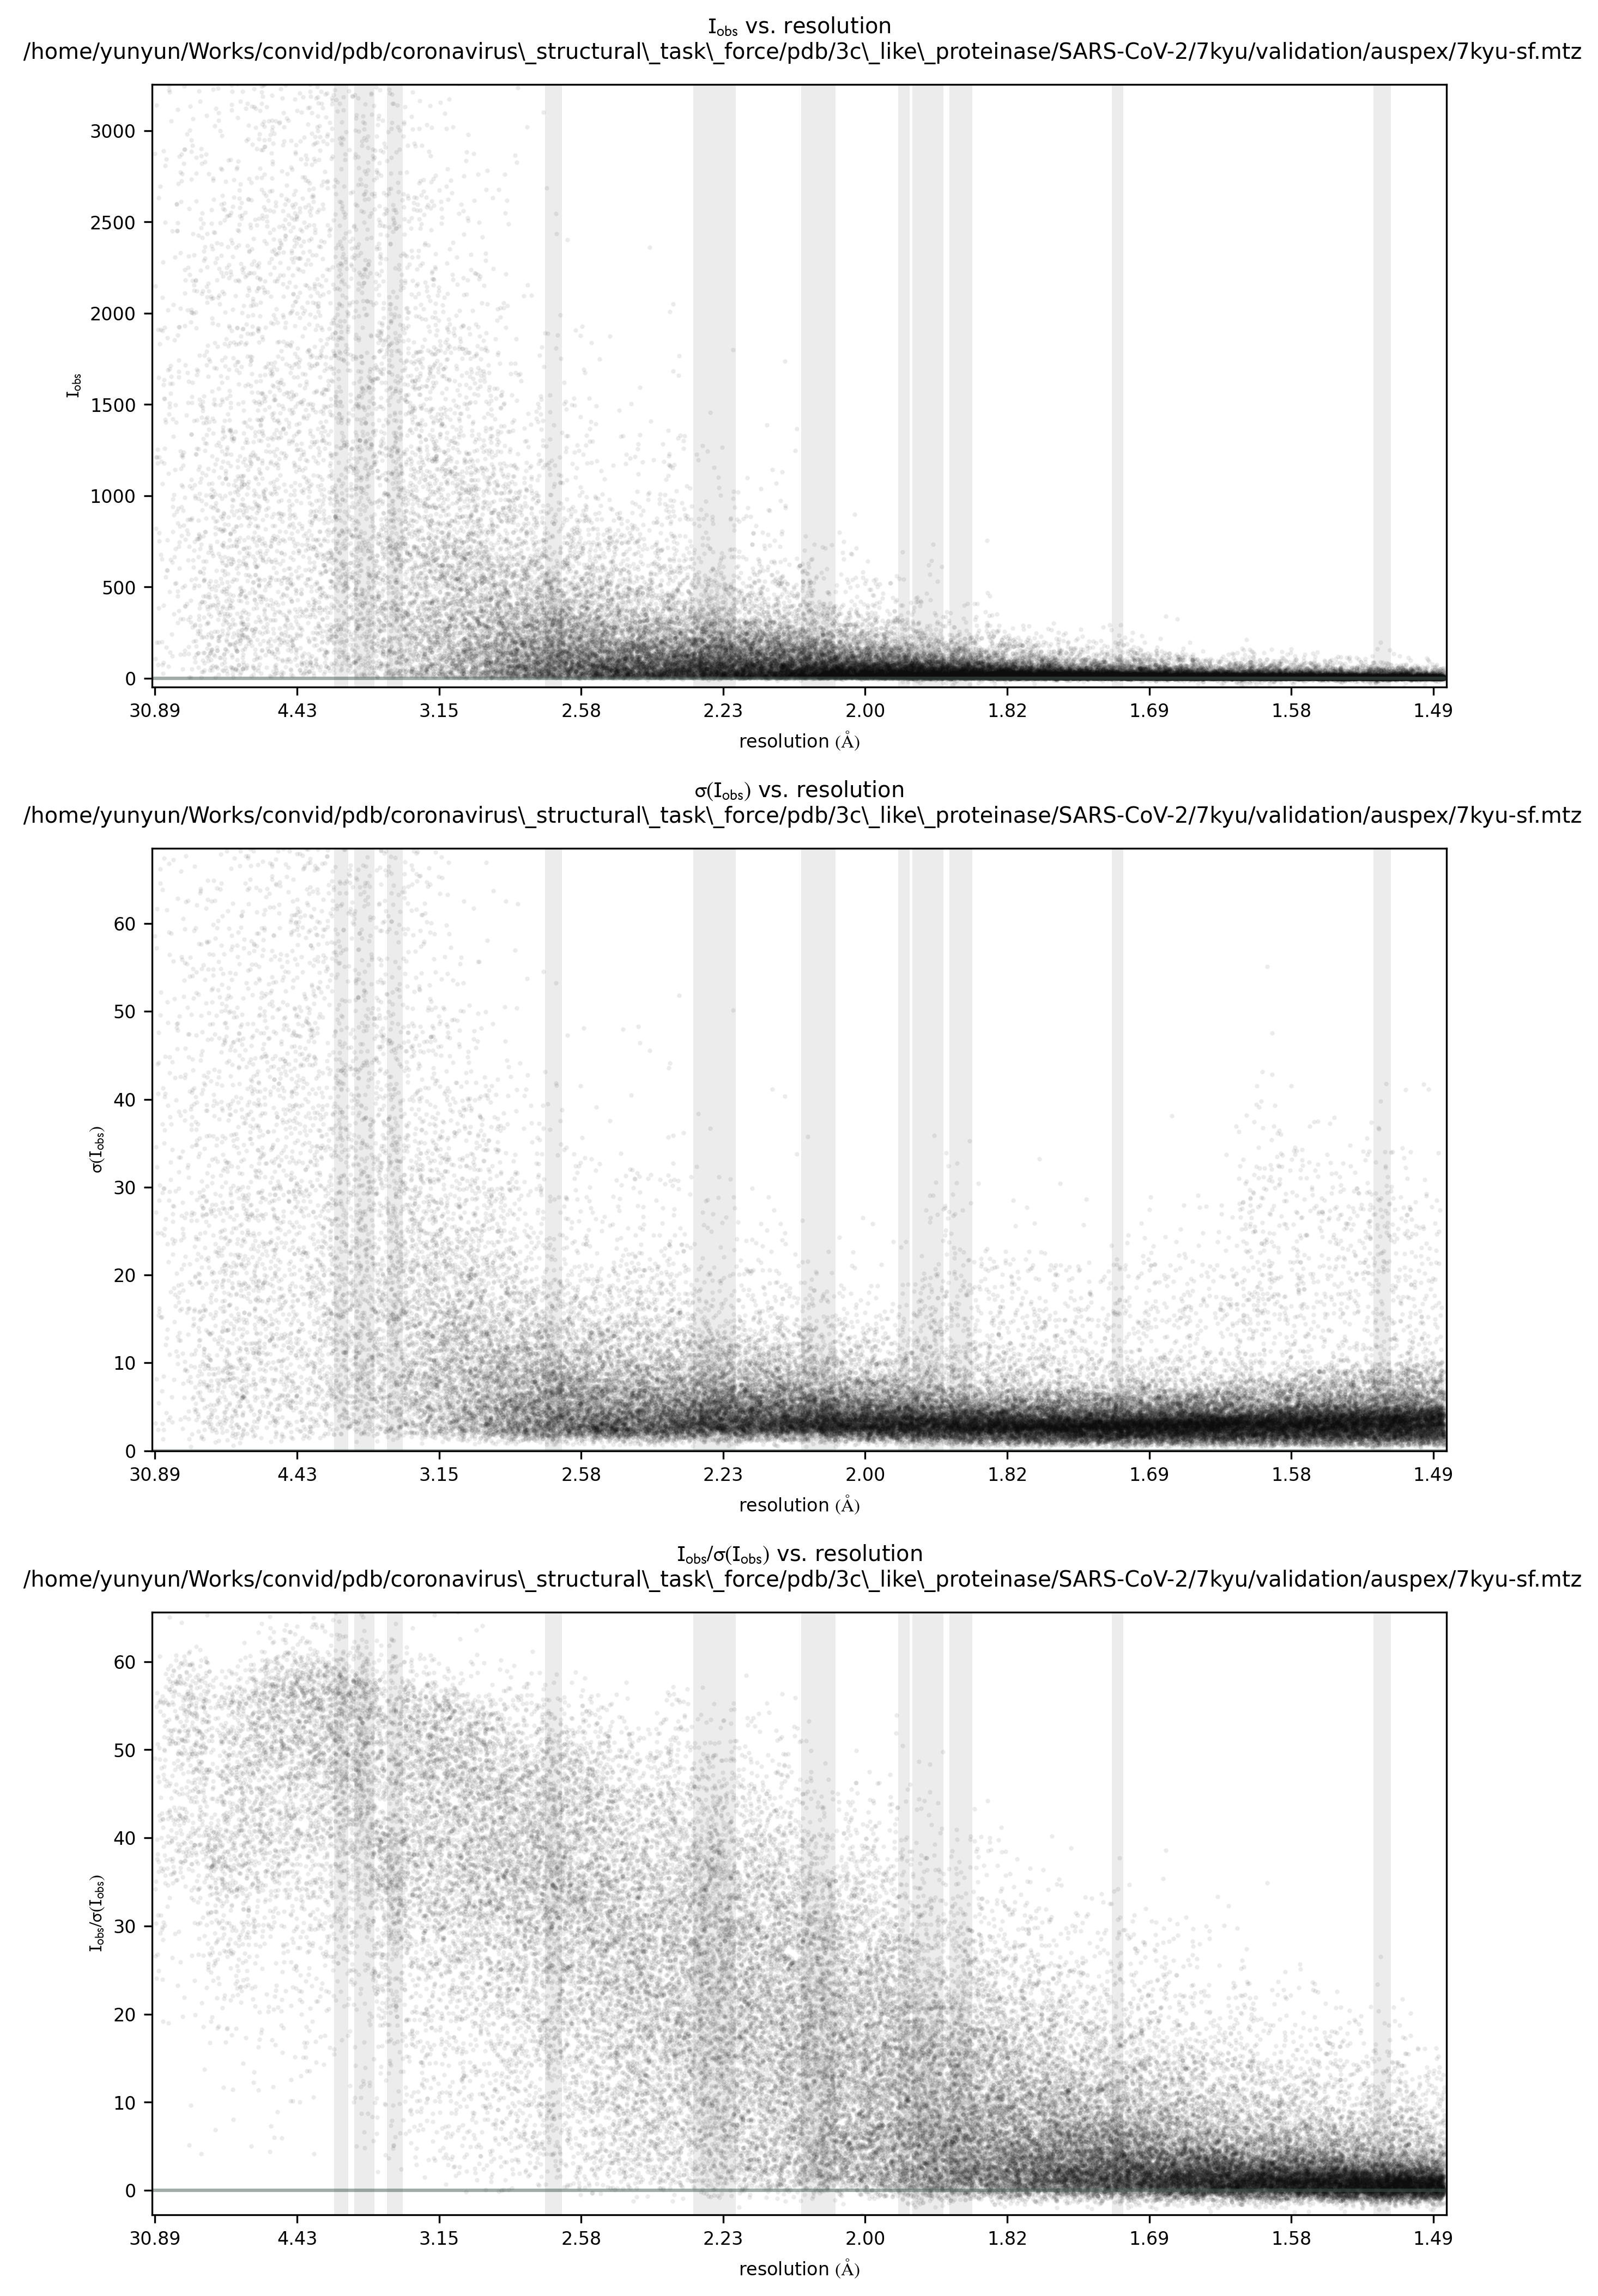 I_obs vs. resolution
/home/yunyun/Works/convid/pdb/coronavirus\_structural\_task\_force/pdb/3c\_like\_proteinase/SARS-CoV-2/7kyu/validation/auspex/7kyu-sf.mtz
3000
2500
2000
1500
1000
500
0
I_obs
30.89 4.43 3.15 2.58 2.23 2.00 1.82 1.69 1.58 1.49
resolution (Å)
σ(I_obs) vs. resolution
/home/yunyun/Works/convid/pdb/coronavirus\_structural\_task\_force/pdb/3c\_like\_proteinase/SARS-CoV-2/7kyu/validation/auspex/7kyu-sf.mtz
60
50
40
30
20
10
0
σ(I_obs)
30.89 4.43 3.15 2.58 2.23 2.00 1.82 1.69 1.58 1.49
resolution (Å)
I_obs/σ(I_obs) vs. resolution
/home/yunyun/Works/convid/pdb/coronavirus\_structural\_task\_force/pdb/3c\_like\_proteinase/SARS-CoV-2/7kyu/validation/auspex/7kyu-sf.mtz
60
50
40
30
20
10
0
I_obs/σ(I_obs)
30.89 4.43 3.15 2.58 2.23 2.00 1.82 1.69 1.58 1.49
resolution (Å)